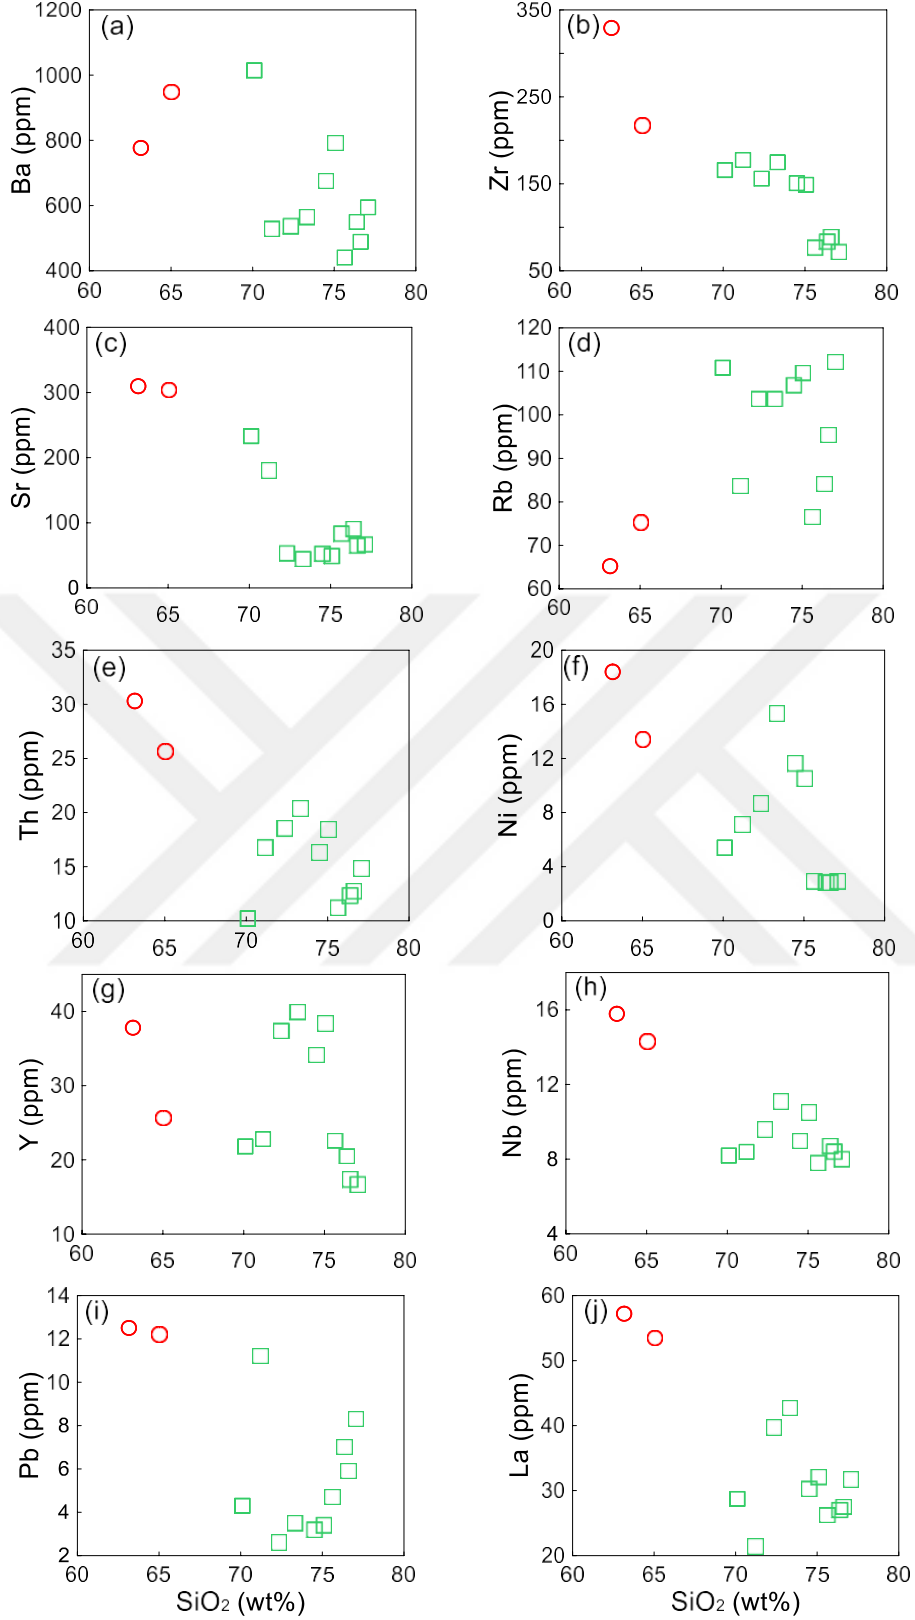 (a)
Ba (ppm)
1200
1000
800
600
400
60 65 70 75 80
(b)
Zr (ppm)
350
250
150
50
60 65 70 75 80
(c)
Sr (ppm)
400
300
200
100
0
60 65 70 75 80
(d)
Rb (ppm)
120
110
100
90
80
70
60
60 65 70 75 80
(e)
Th (ppm)
35
30
25
20
15
10
60 65 70 75 80
(f)
Ni (ppm)
20
16
12
8
4
0
60 65 70 75 80
(g)
Y (ppm)
40
30
20
10
60 65 70 75 80
(h)
Nb (ppm)
16
12
8
4
60 65 70 75 80
(i)
Pb (ppm)
14
12
10
8
6
4
2
60 65 70 75 80
SiO₂ (wt%)
(j)
La (ppm)
60
50
40
30
20
60 65 70 75 80
SiO₂ (wt%)